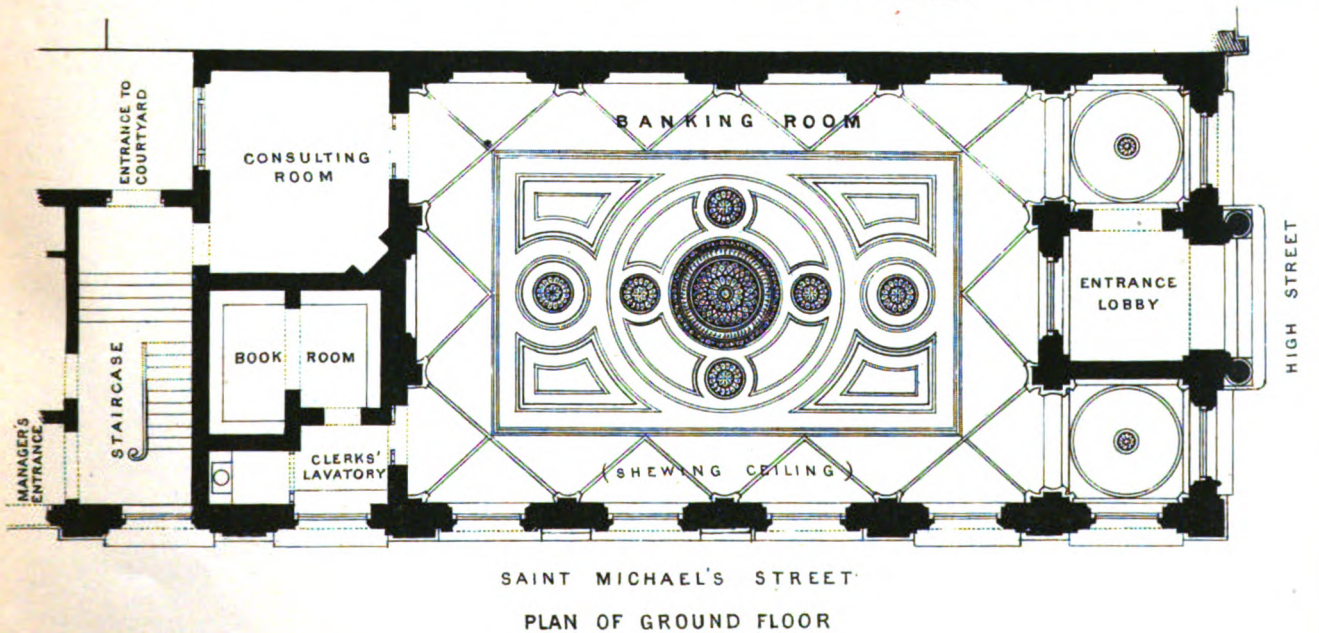 ENTRANCE TO
COURTYARD
CONSULTING
ROOM
BANKING ROOM
ENTRANCE
LOBBY
HIGH STREET
BOOK ROOM
STAIRCASE
MANAGER'S
ENTRANCE
CLERKS'
LAVATORY
(SHEWING CEILING)
SAINT MICHAEL'S STREET
PLAN OF GROUND FLOOR